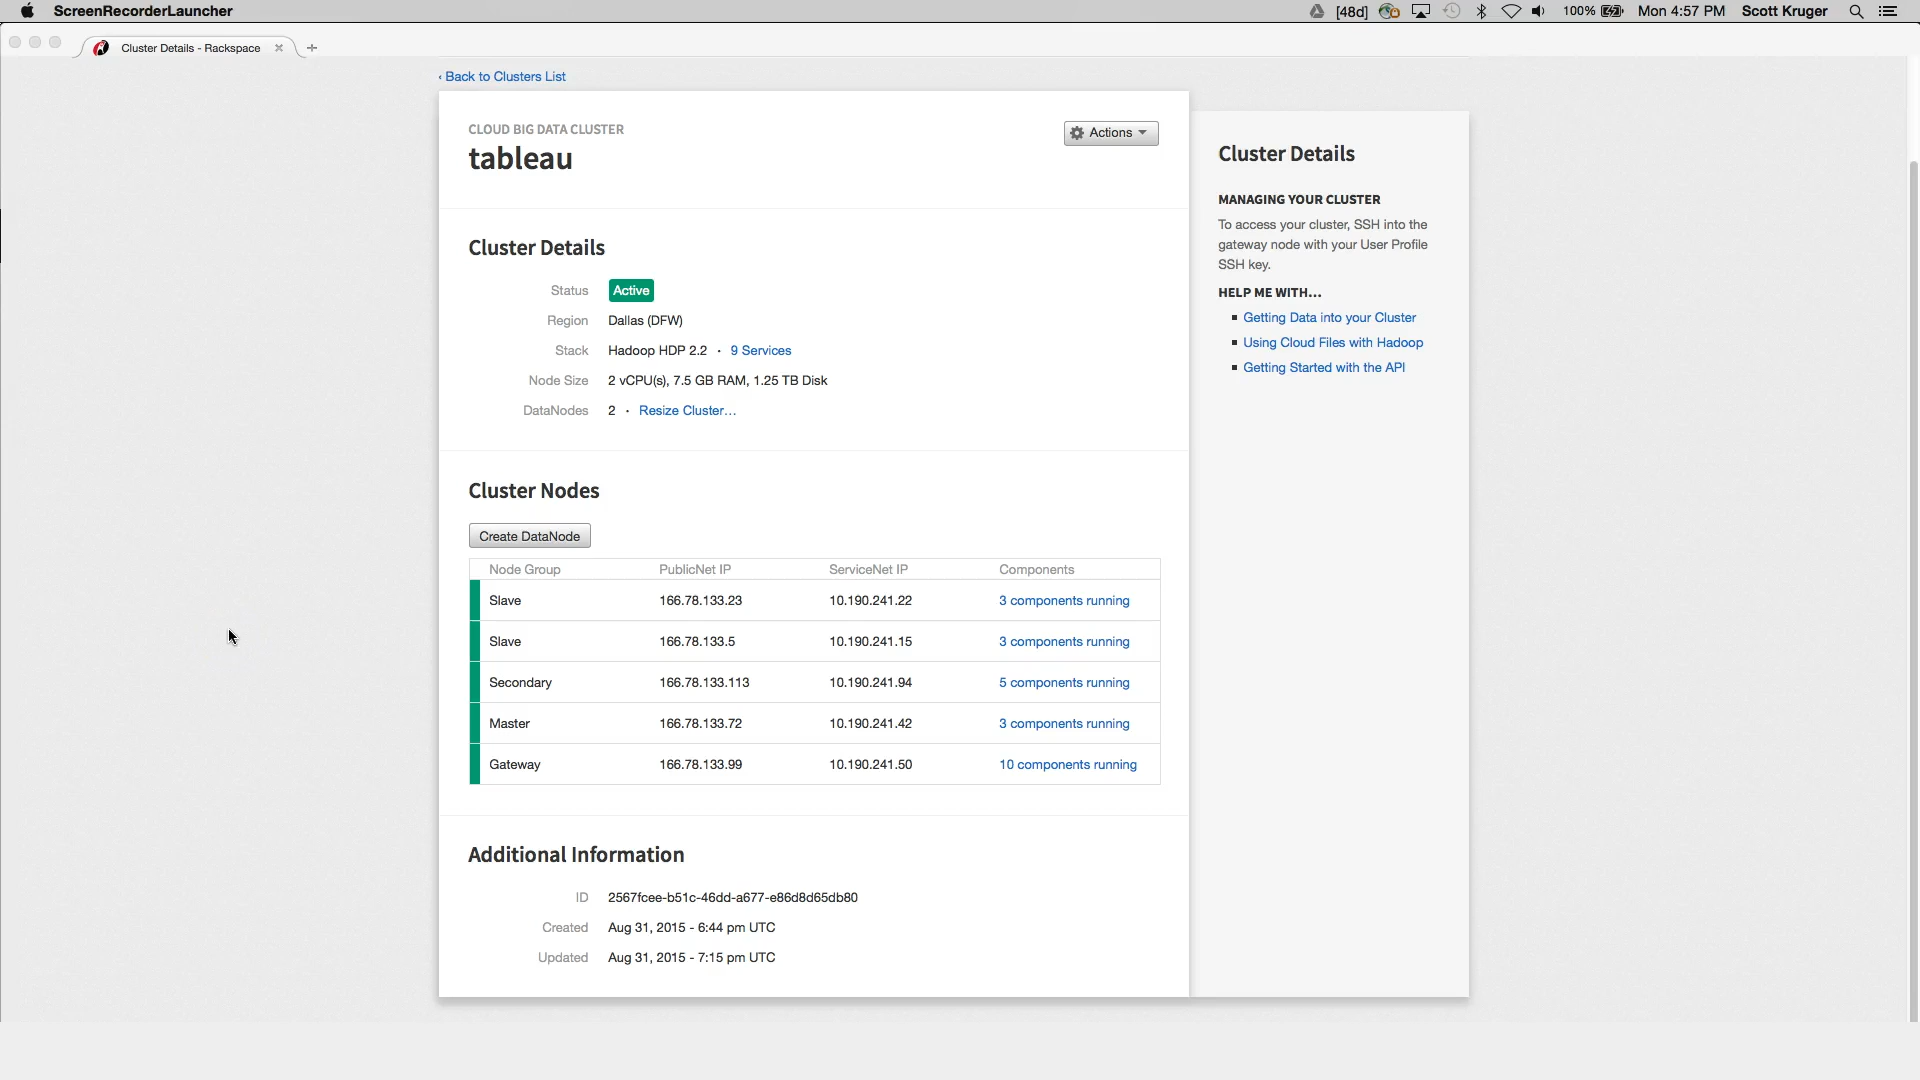 ScreenRecorderLauncher [48d] 100% Mon 4:57 PM Scott Kruger
Cluster Details - Rackspace
‹ Back to Clusters List
CLOUD BIG DATA CLUSTER
tableau
Actions
Cluster Details
Status Active
Region Dallas (DFW)
Stack Hadoop HDP 2.2 · 9 Services
Node Size 2 vCPU(s), 7.5 GB RAM, 1.25 TB Disk
DataNodes 2 · Resize Cluster…
Cluster Nodes
Create DataNode
Node Group PublicNet IP ServiceNet IP Components
Slave 166.78.133.23 10.190.241.22 3 components running
Slave 166.78.133.5 10.190.241.15 3 components running
Secondary 166.78.133.113 10.190.241.94 5 components running
Master 166.78.133.72 10.190.241.42 3 components running
Gateway 166.78.133.99 10.190.241.50 10 components running
Additional Information
ID 2567fcee-b51c-46dd-a677-e86d8d65db80
Created Aug 31, 2015 - 6:44 pm UTC
Updated Aug 31, 2015 - 7:15 pm UTC
Cluster Details
MANAGING YOUR CLUSTER
To access your cluster, SSH into the
gateway node with your User Profile
SSH key.
HELP ME WITH...
Getting Data into your Cluster
Using Cloud Files with Hadoop
Getting Started with the API